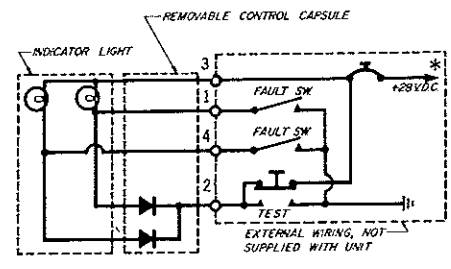 REMOVABLE CONTROL CAPSULE
INDICATOR LIGHT
3
*
+28V.D.C.
1
FAULT SW.
4
FAULT SW.
2
TEST
EXTERNAL WIRING, NOT
SUPPLIED WITH UNIT